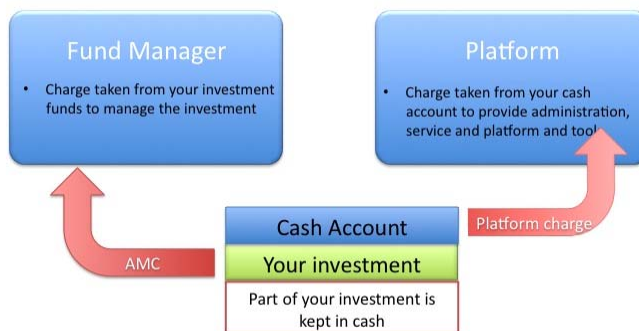 Fund Manager
• Charge taken from your investment
funds to manage the investment
Platform
• Charge taken from your cash
account to provide administration,
service and platform and tool
Cash Account
Platform charge
AMC
Your investment
Part of your investment is
kept in cash